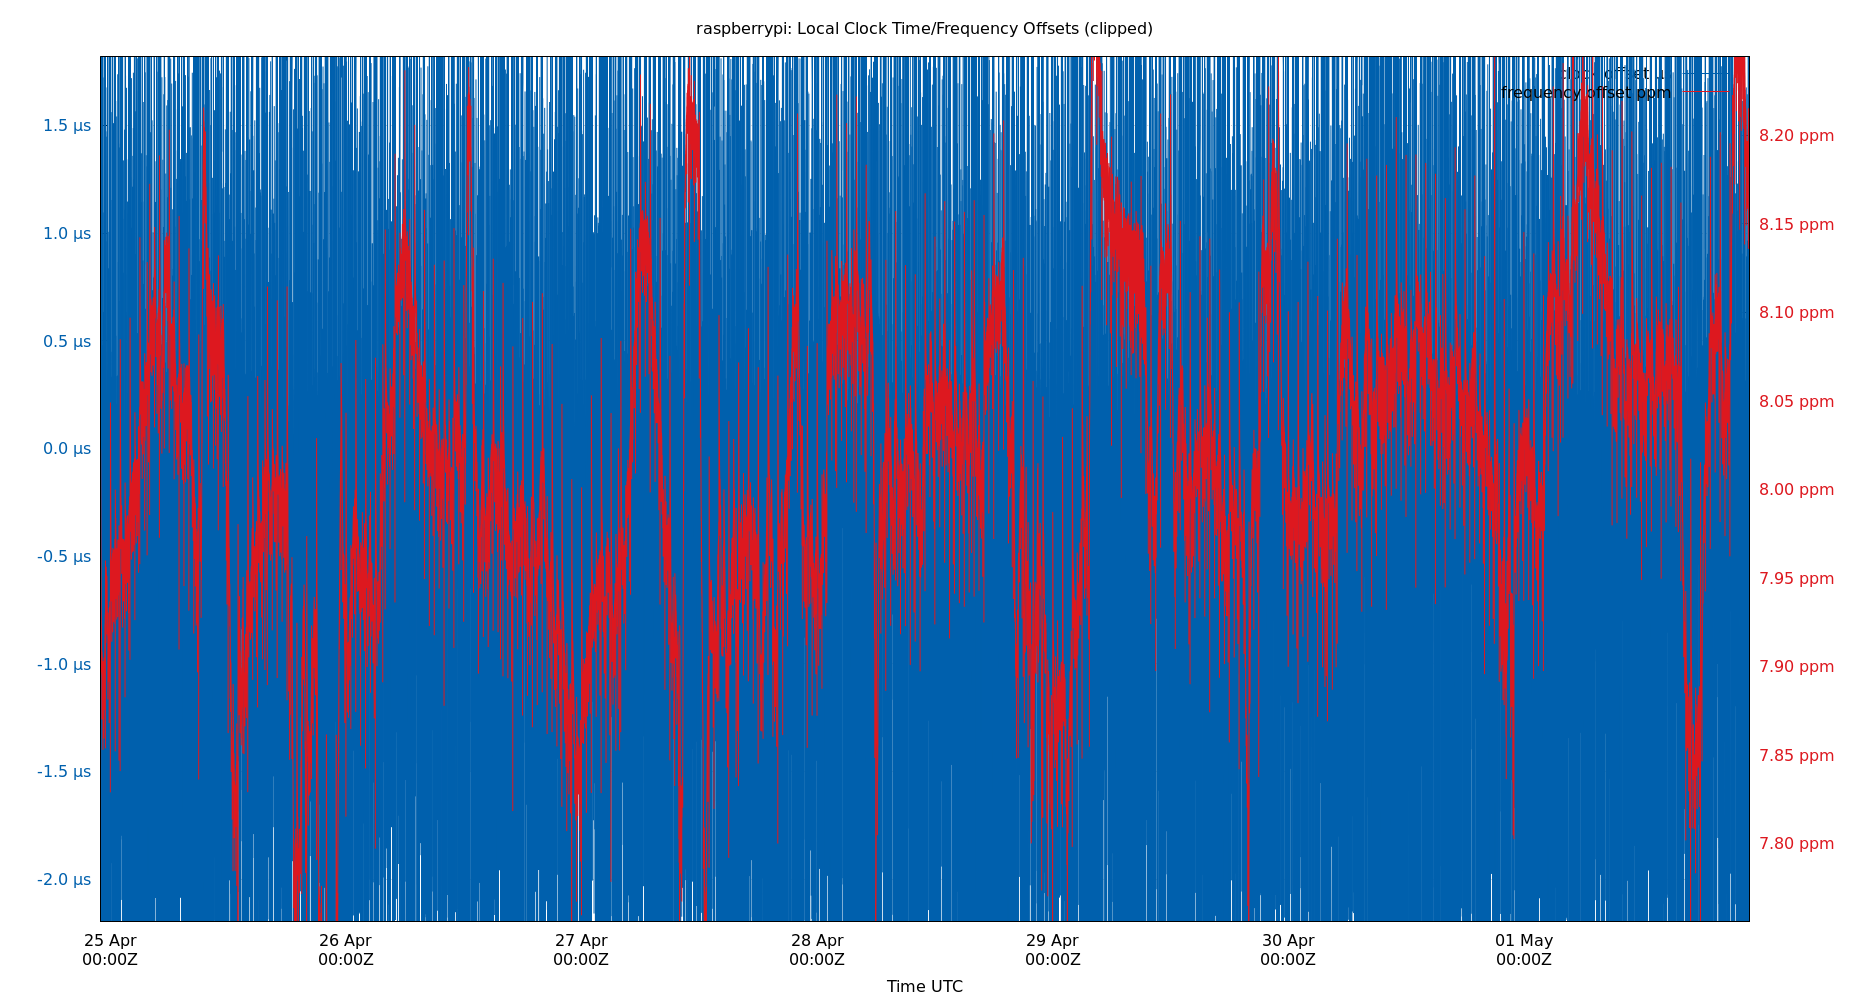 raspberrypi: Local Clock Time/Frequency Offsets (clipped)
clock offset
frequency offset ppm
1.5 μs
1.0 μs
0.5 μs
0.0 μs
-0.5 μs
-1.0 μs
-1.5 μs
-2.0 μs
8.20 ppm
8.15 ppm
8.10 ppm
8.05 ppm
8.00 ppm
7.95 ppm
7.90 ppm
7.85 ppm
7.80 ppm
25 Apr 26 Apr 27 Apr 28 Apr 29 Apr 30 Apr 01 May
00:00Z 00:00Z 00:00Z 00:00Z 00:00Z 00:00Z 00:00Z
Time UTC